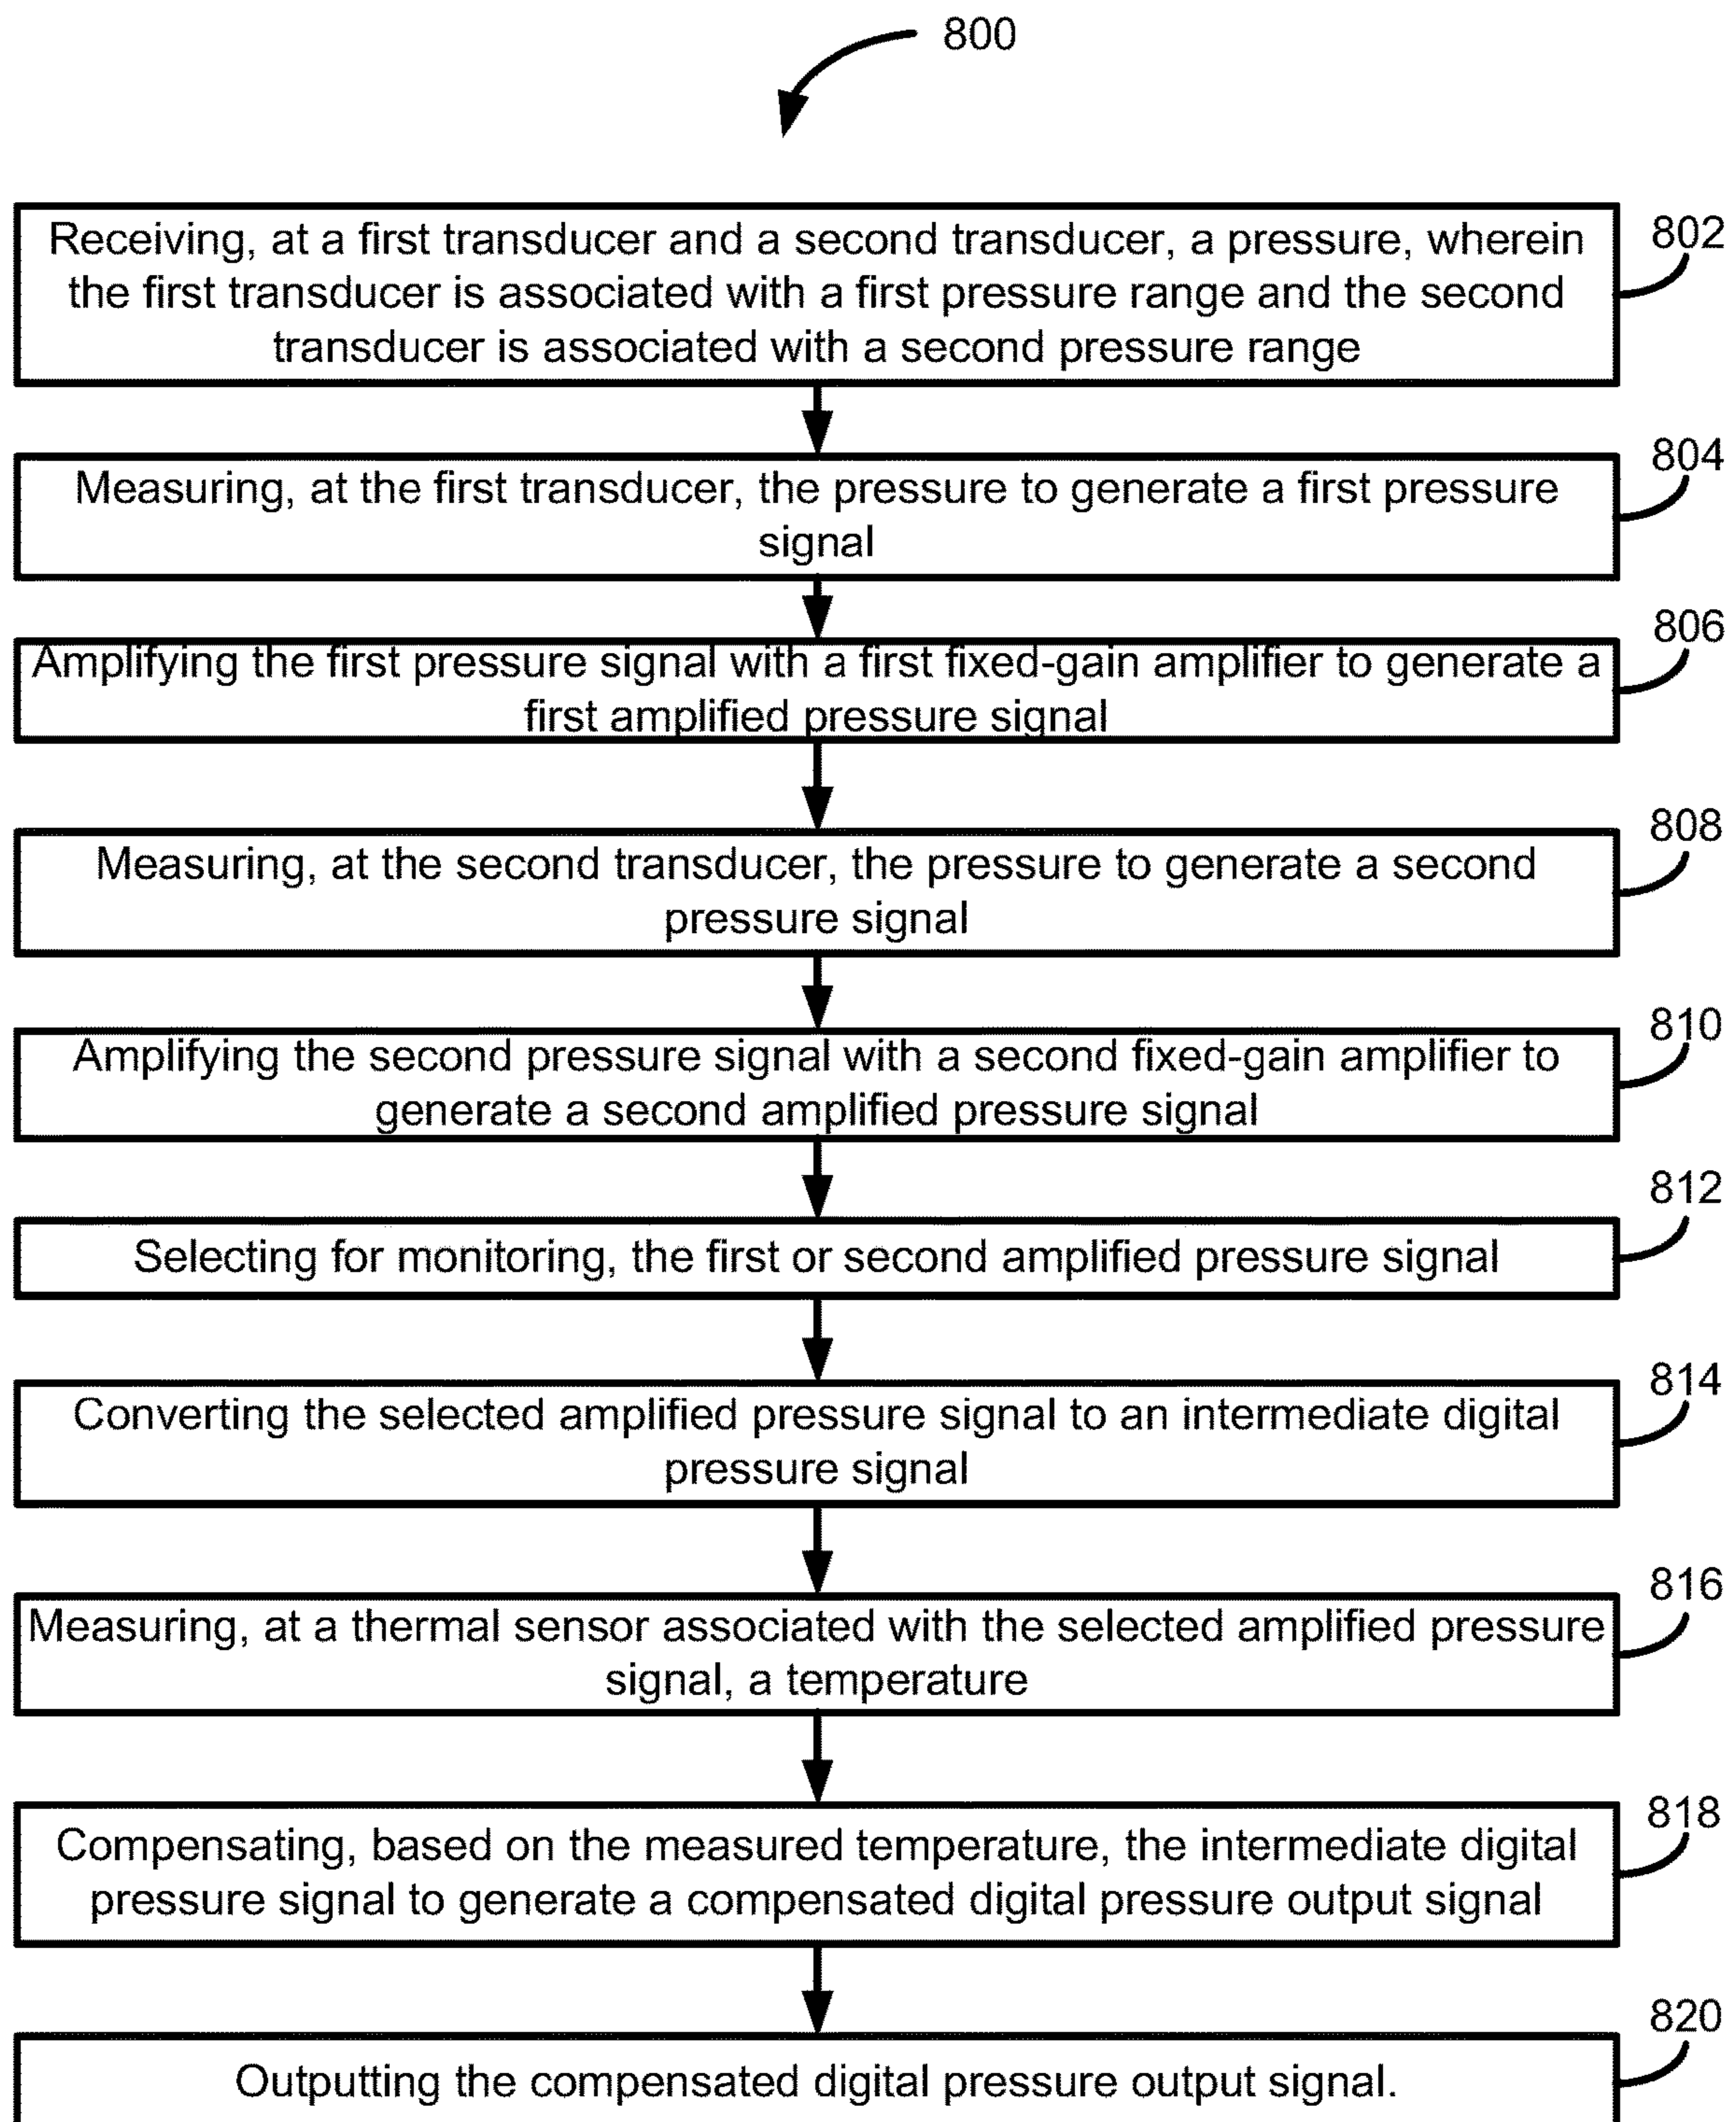 800
802
Receiving, at a first transducer and a second transducer, a pressure, wherein
the first transducer is associated with a first pressure range and the second
transducer is associated with a second pressure range
804
Measuring, at the first transducer, the pressure to generate a first pressure
signal
806
Amplifying the first pressure signal with a first fixed-gain amplifier to generate a
first amplified pressure signal
808
Measuring, at the second transducer, the pressure to generate a second
pressure signal
810
Amplifying the second pressure signal with a second fixed-gain amplifier to
generate a second amplified pressure signal
812
Selecting for monitoring, the first or second amplified pressure signal
814
Converting the selected amplified pressure signal to an intermediate digital
pressure signal
816
Measuring, at a thermal sensor associated with the selected amplified pressure
signal, a temperature
818
Compensating, based on the measured temperature, the intermediate digital
pressure signal to generate a compensated digital pressure output signal
820
Outputting the compensated digital pressure output signal.